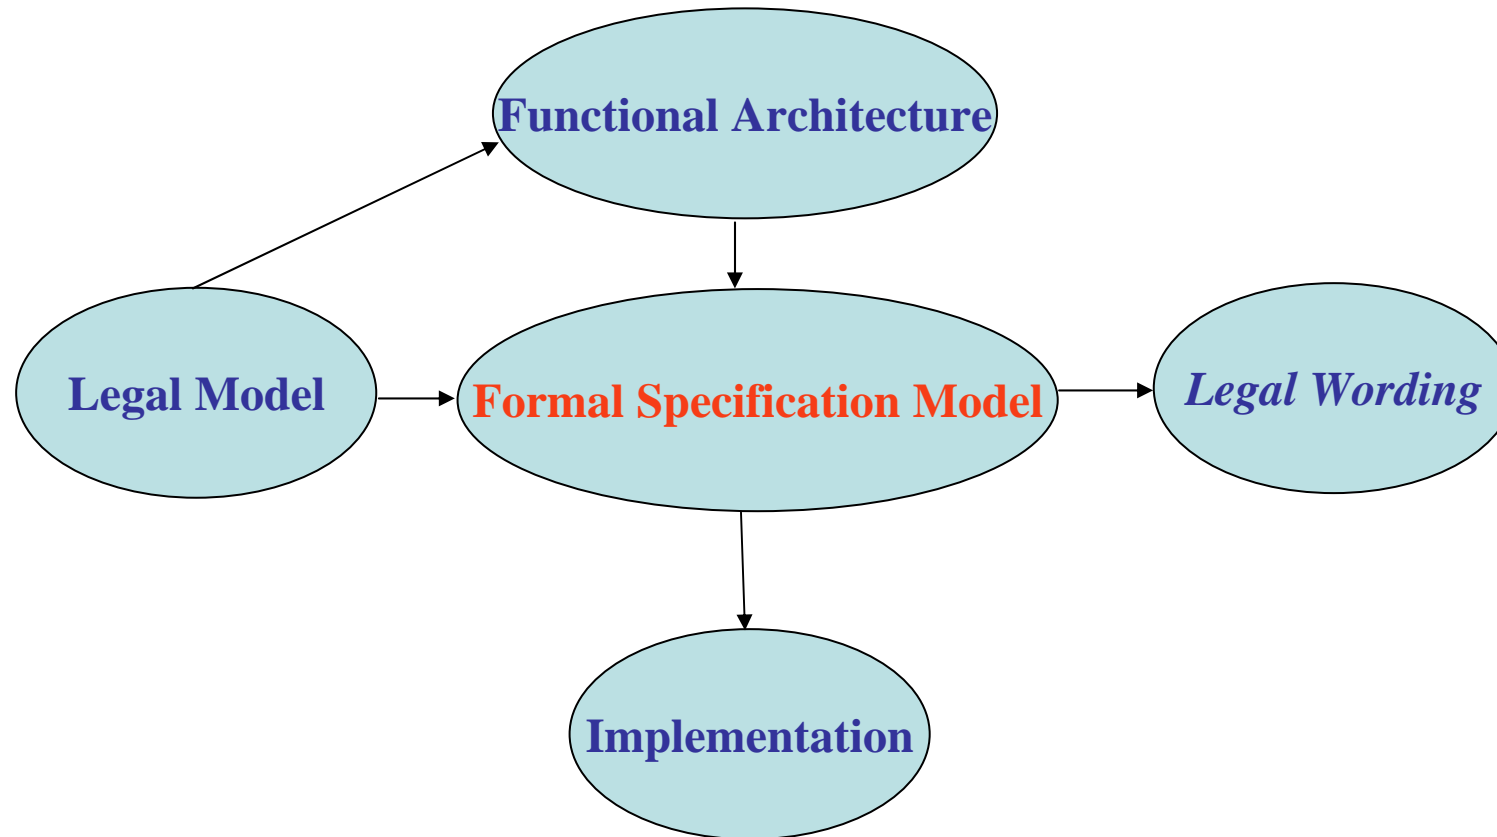 Functional Architecture
Legal Model
Formal Specification Model
Legal Wording
Implementation